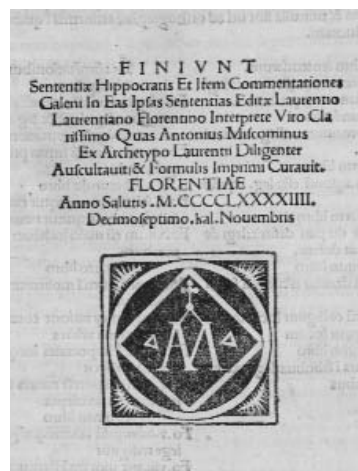 FINIVNT
Sententiæ Hippocratis Et Item Commentationes
Galeni In Eas Ipsas Sententias Editæ Laurentio
Laurentiano Florentino Interprete Viro Cla
rissimo Quas Antonius Miscominus
Ex Archetypo Laurentii Diligenter
Auscultauit, & Formulis Imprimi Curauit.
FLORENTIAE
Anno Salutis .M.CCCCLXXXXIIII.
Decimoseptimo .kal. Nouembris
M